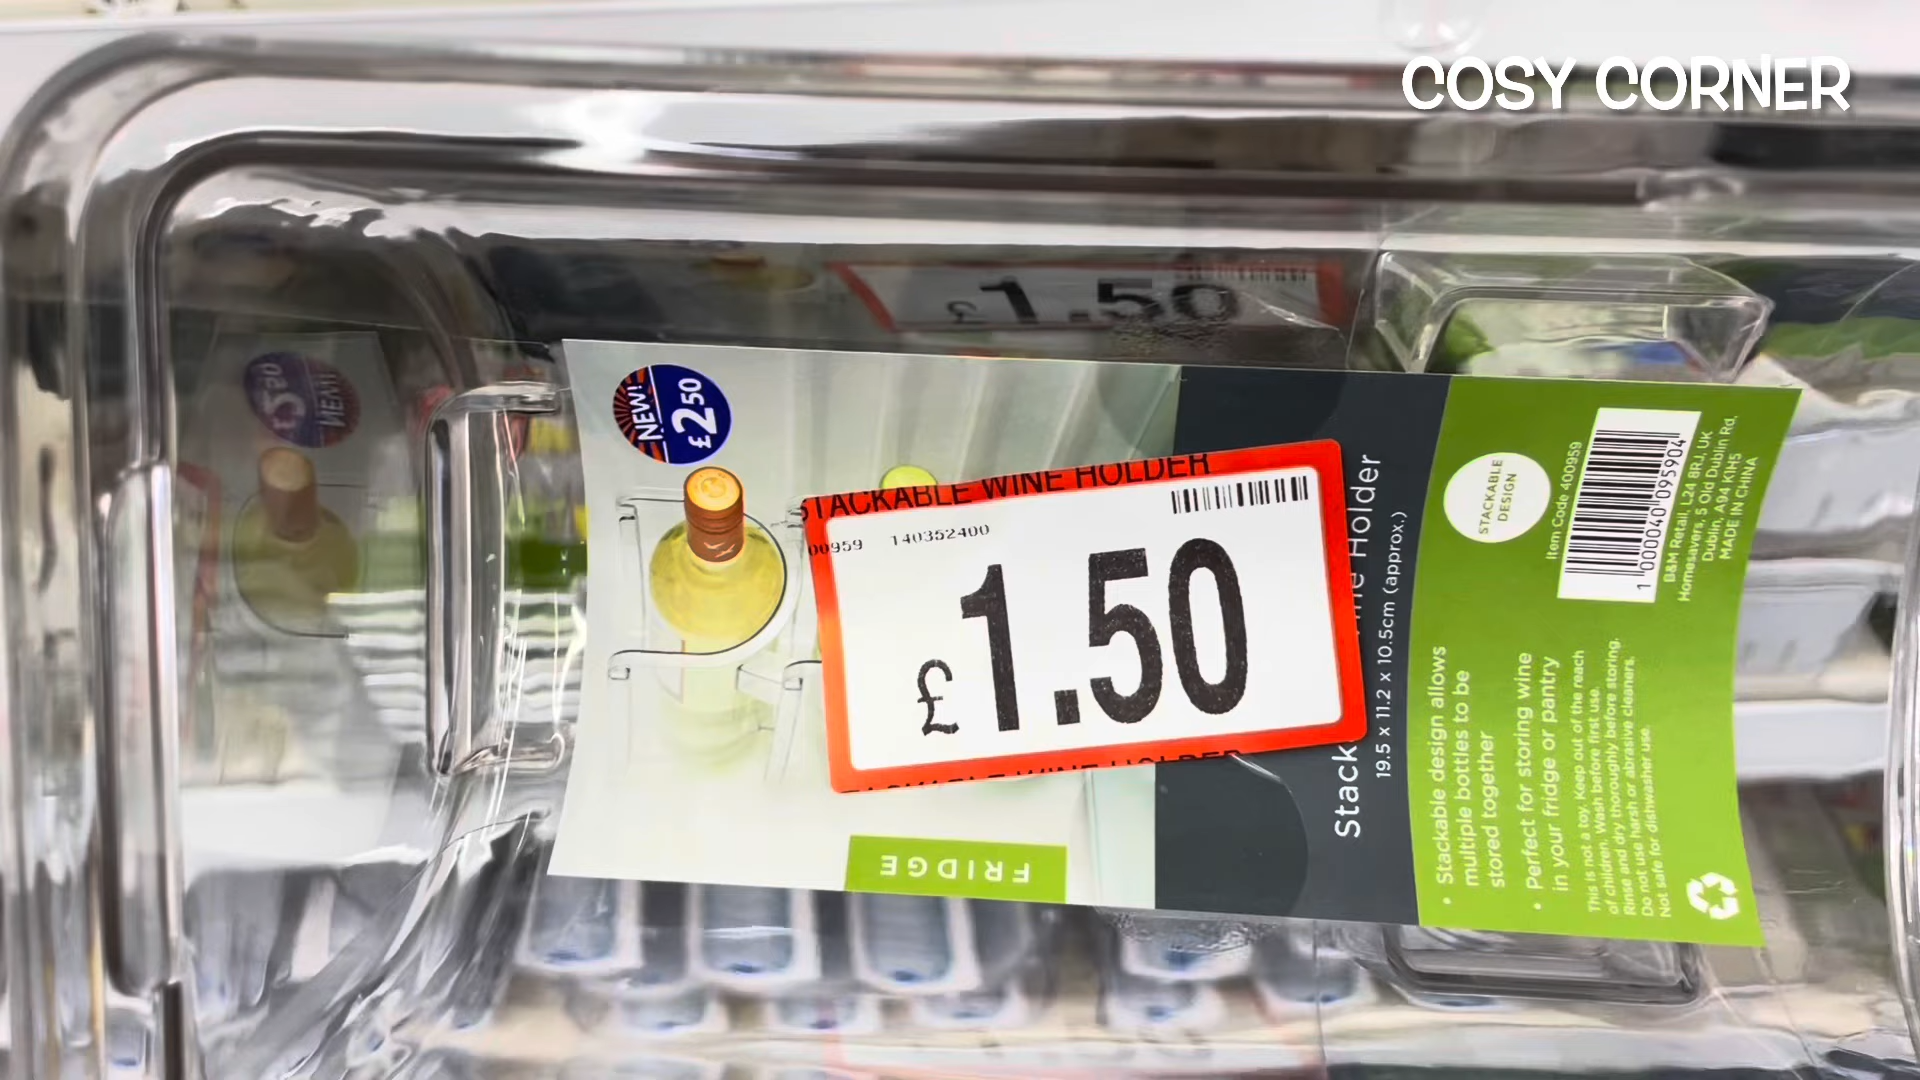 COSY CORNER
£1.50
NEW!
£2.50
STACKABLE WINE HOLDER
00959 140352400
£1.50
Holder
19.5 x 11.2 x 10.5cm (approx.)
FRIDGE
STACKABLE
DESIGN
Item Code 400959
1 000040 095904
B&M Retail, L24 8RJ, UK
Homesavers, 5 Old Dublin Rd,
Dublin, A94 K1H5
MADE IN CHINA
• Stackable design allows
multiple bottles to be
stored together
• Perfect for storing wine
in your fridge or pantry
This is not a toy. Keep out of the reach
of children. Wash before first use.
Rinse and dry thoroughly before storing.
Do not use harsh or abrasive cleaners.
Not safe for dishwasher use.